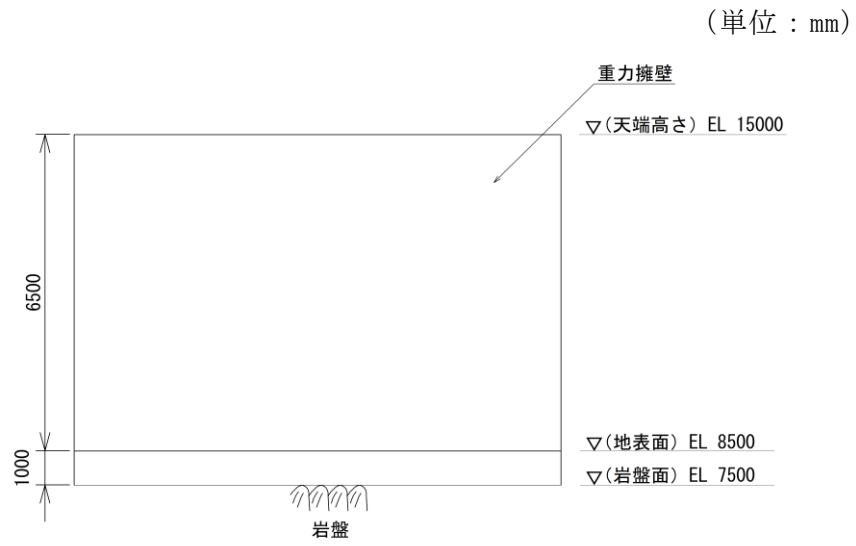 (単位：mm)
重力擁壁
▽(天端高さ) EL 15000
6500
▽(地表面) EL 8500
1000
▽(岩盤面) EL 7500
岩盤